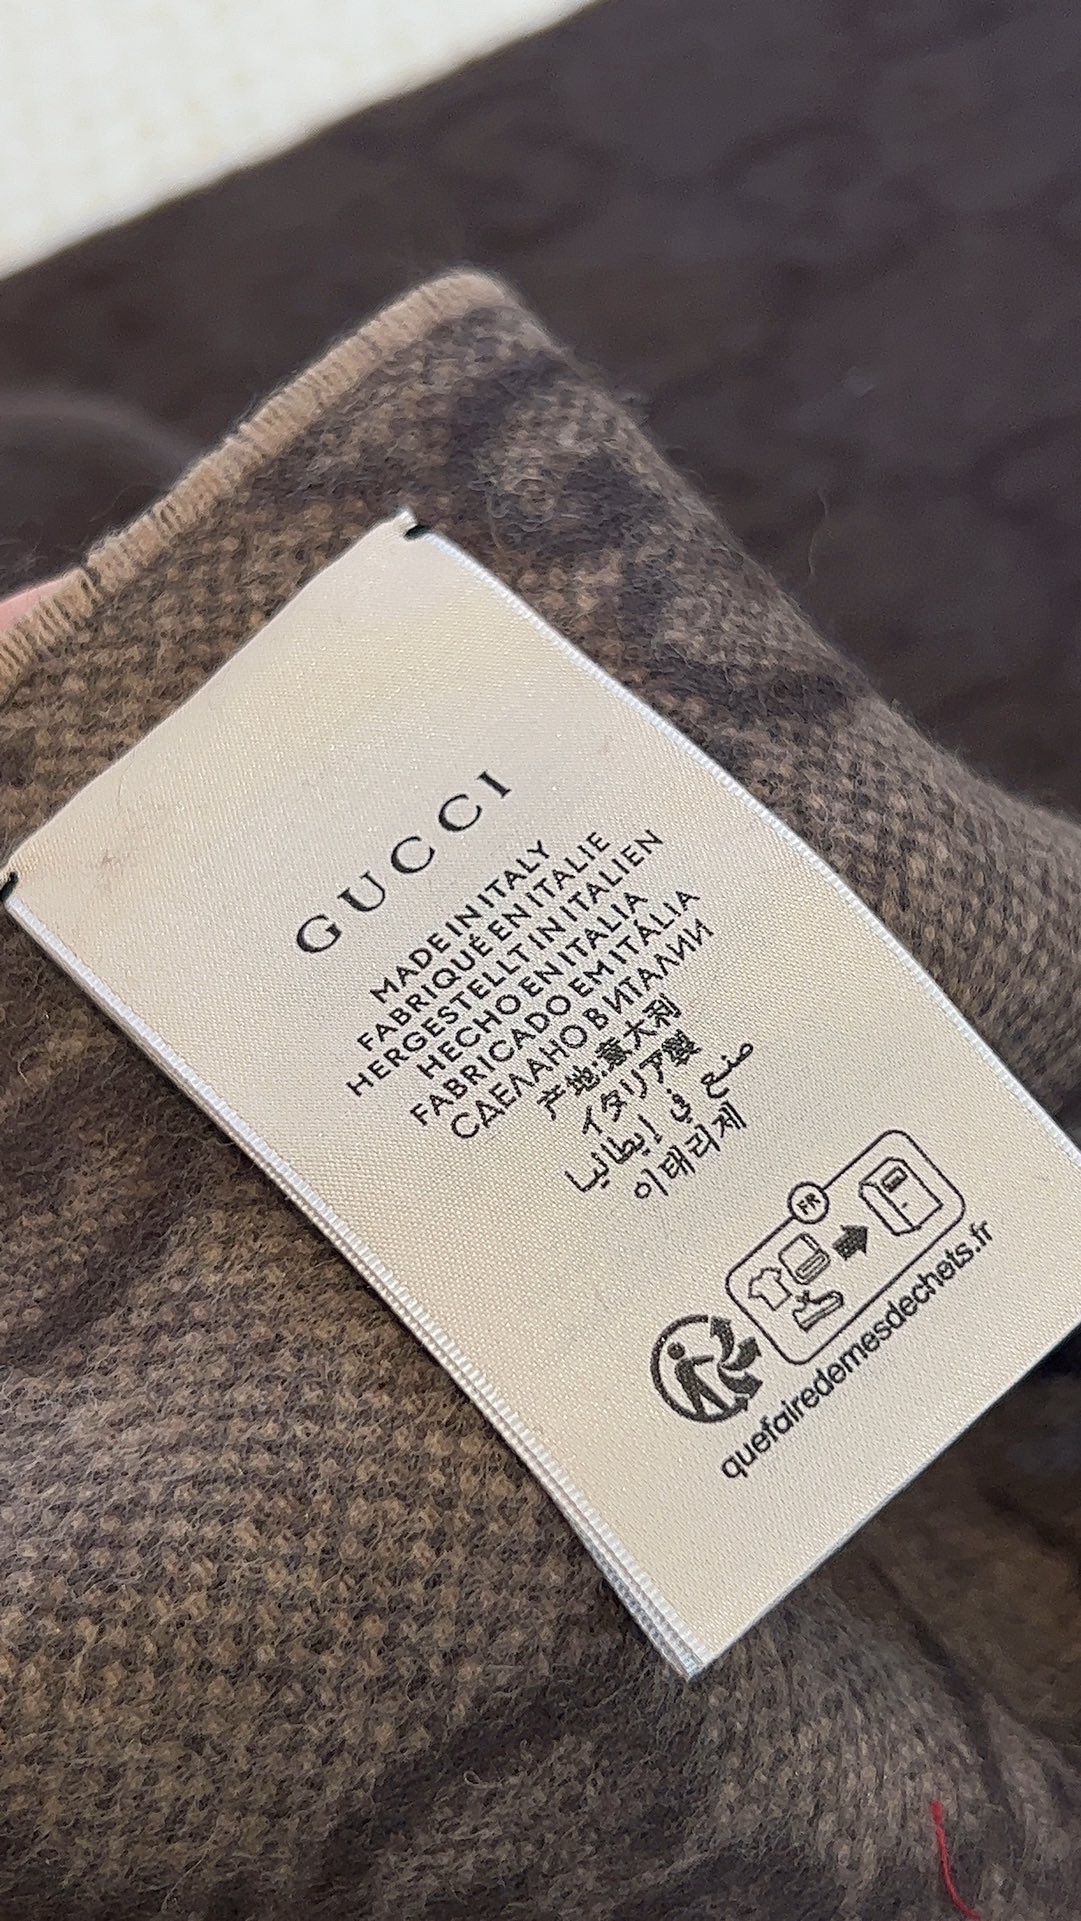 GUCCI
MADE IN ITALY
FABRIQUÉ EN ITALIE
HERGESTELLT IN ITALIEN
HECHO EN ITALIA
FABRICADO EM ITÁLIA
СДЕЛАНО В ИТАЛИИ
产地:意大利
イタリア製
صنع في إيطاليا
이태리제
FR
quefairedemesdechets.fr